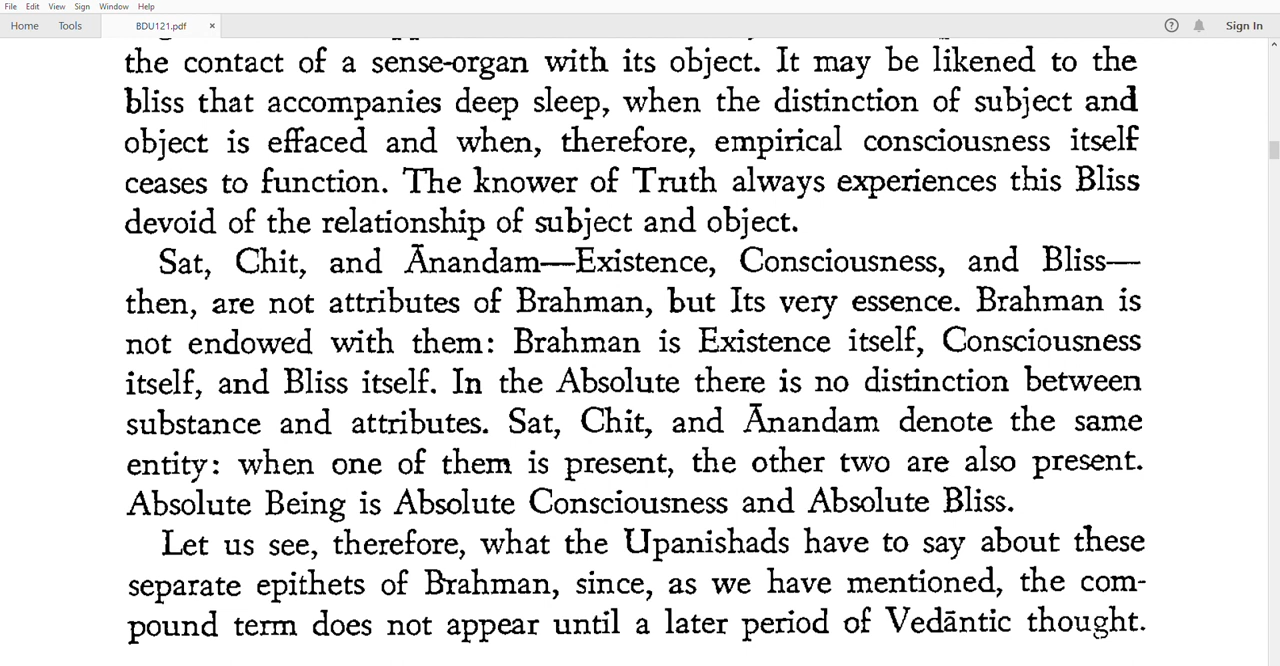 File Edit View Sign Window Help
Home Tools BDU121.pdf × ? Sign In
the contact of a sense-organ with its object. It may be likened to the
bliss that accompanies deep sleep, when the distinction of subject and
object is effaced and when, therefore, empirical consciousness itself
ceases to function. The knower of Truth always experiences this Bliss
devoid of the relationship of subject and object.
Sat, Chit, and Ānandam—Existence, Consciousness, and Bliss—
then, are not attributes of Brahman, but Its very essence. Brahman is
not endowed with them: Brahman is Existence itself, Consciousness
itself, and Bliss itself. In the Absolute there is no distinction between
substance and attributes. Sat, Chit, and Ānandam denote the same
entity: when one of them is present, the other two are also present.
Absolute Being is Absolute Consciousness and Absolute Bliss.
Let us see, therefore, what the Upanishads have to say about these
separate epithets of Brahman, since, as we have mentioned, the com-
pound term does not appear until a later period of Vedāntic thought.